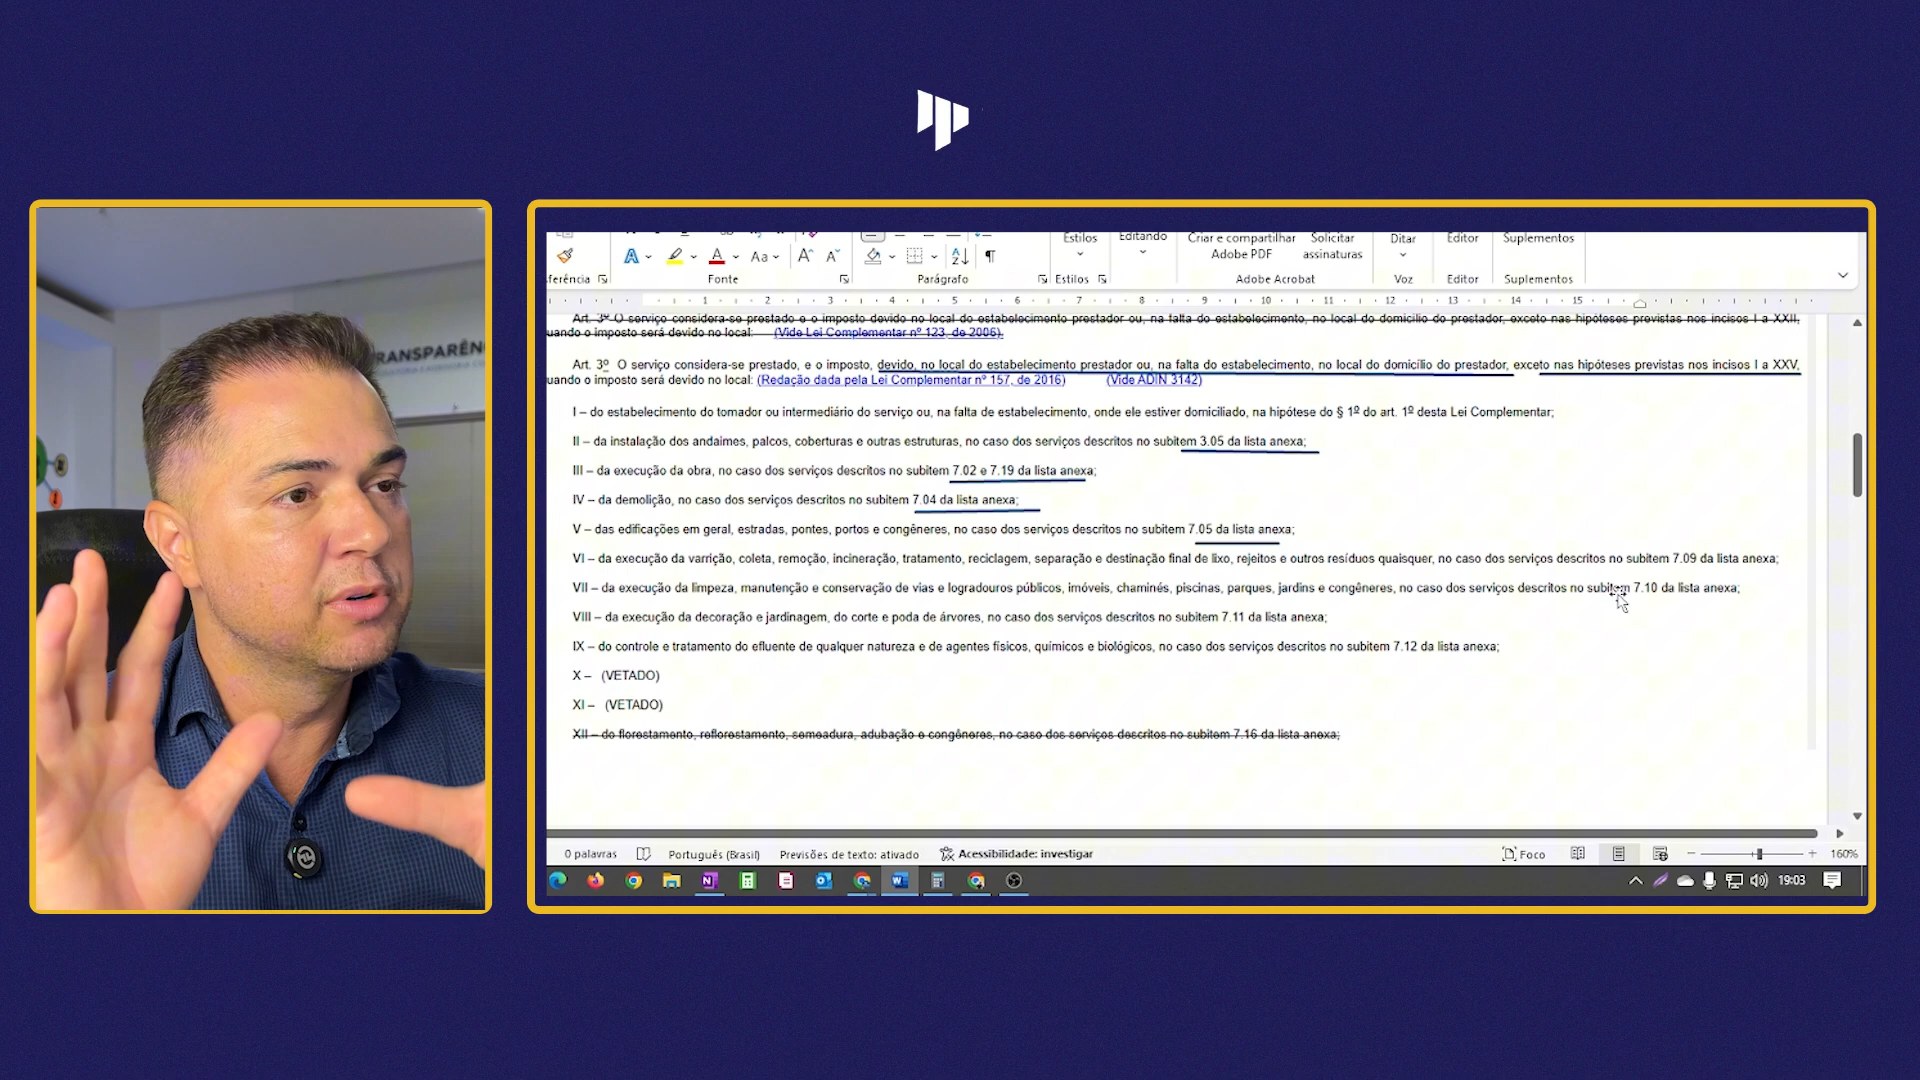 RANSPARÊN
Estilos
Editando
Criar e compartilhar
Adobe PDF
Solicitar
assinaturas
Ditar
Editor
Suplementos
Aa
ferência
Fonte
Parágrafo
Estilos
Adobe Acrobat
Voz
Editor
Suplementos
1 2 3 4 5 6 7 8 9 10 11 12 13 14 15
Art. 3º O serviço considera-se prestado e o imposto devido no local do estabelecimento prestador ou, na falta do estabelecimento, no local do domicílio do prestador, exceto nas hipóteses previstas nos incisos I a XXII,
uando o imposto será devido no local: (Vide Lei Complementar nº 123, de 2006).
Art. 3º O serviço considera-se prestado, e o imposto, devido, no local do estabelecimento prestador ou, na falta do estabelecimento, no local do domicílio do prestador, exceto nas hipóteses previstas nos incisos I a XXV,
uando o imposto será devido no local: (Redação dada pela Lei Complementar nº 157, de 2016) (Vide ADIN 3142)
I – do estabelecimento do tomador ou intermediário do serviço ou, na falta de estabelecimento, onde ele estiver domiciliado, na hipótese do § 1º do art. 1º desta Lei Complementar;
II – da instalação dos andaimes, palcos, coberturas e outras estruturas, no caso dos serviços descritos no subitem 3.05 da lista anexa;
III – da execução da obra, no caso dos serviços descritos no subitem 7.02 e 7.19 da lista anexa;
IV – da demolição, no caso dos serviços descritos no subitem 7.04 da lista anexa;
V – das edificações em geral, estradas, pontes, portos e congêneres, no caso dos serviços descritos no subitem 7.05 da lista anexa;
VI – da execução da varrição, coleta, remoção, incineração, tratamento, reciclagem, separação e destinação final de lixo, rejeitos e outros resíduos quaisquer, no caso dos serviços descritos no subitem 7.09 da lista anexa;
VII – da execução da limpeza, manutenção e conservação de vias e logradouros públicos, imóveis, chaminés, piscinas, parques, jardins e congêneres, no caso dos serviços descritos no subitem 7.10 da lista anexa;
VIII – da execução da decoração e jardinagem, do corte e poda de árvores, no caso dos serviços descritos no subitem 7.11 da lista anexa;
IX – do controle e tratamento do efluente de qualquer natureza e de agentes físicos, químicos e biológicos, no caso dos serviços descritos no subitem 7.12 da lista anexa;
X – (VETADO)
XI – (VETADO)
XII – do florestamento, reflorestamento, semeadura, adubação e congêneres, no caso dos serviços descritos no subitem 7.16 da lista anexa;
0 palavras
Português (Brasil)
Previsões de texto: ativado
Acessibilidade: investigar
Foco
160%
19:03